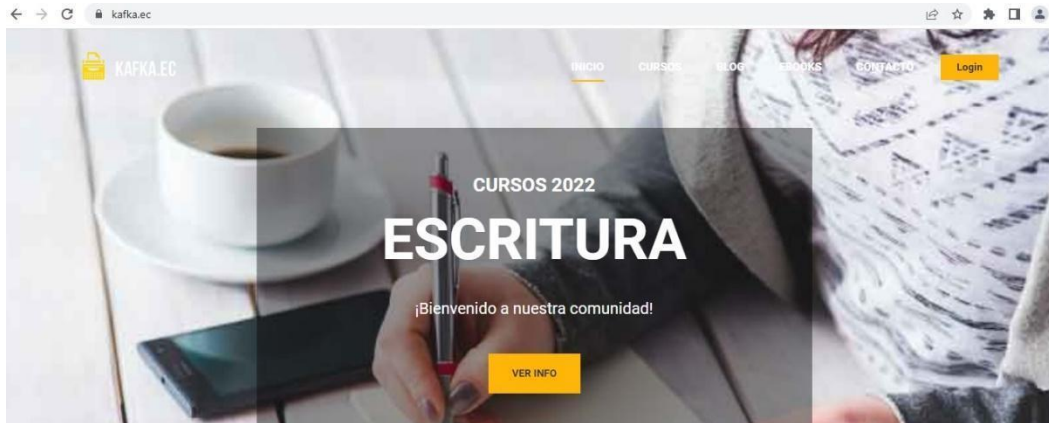 kafka.ec
KAFKA.EC
INICIO CURSOS BLOG EBOOKS CONTACTO Login
CURSOS 2022
ESCRITURA
¡Bienvenido a nuestra comunidad!
VER INFO